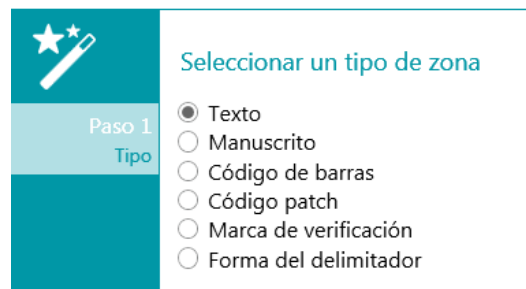 Seleccionar un tipo de zona
Paso 1
Tipo
Texto
Manuscrito
Código de barras
Código patch
Marca de verificación
Forma del delimitador